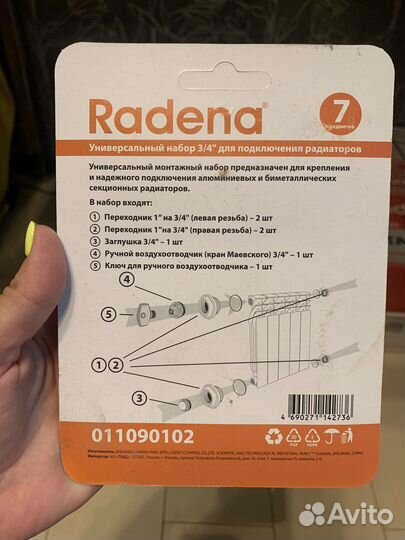 Radena®
7
предметов
Универсальный набор 3/4" для подключения радиаторов
Универсальный монтажный набор предназначен для крепления
и надежного подключения алюминиевых и биметаллических
секционных радиаторов.
В набор входят:
1 Переходник 1" на 3/4" (левая резьба) – 2 шт
2 Переходник 1"на 3/4" (правая резьба) – 2 шт
3 Заглушка 3/4" – 1 шт
4 Ручной воздухоотводчик (кран Маевского) 3/4" – 1 шт
5 Ключ для ручного воздухоотводчика – 1 шт
4
5
1 2
3
4 690271 142736
011090102
Avito